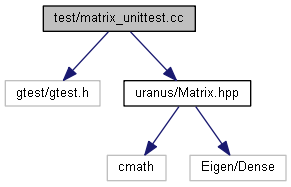 test/matrix_unittest.cc
gtest/gtest.h
uranus/Matrix.hpp
cmath
Eigen/Dense